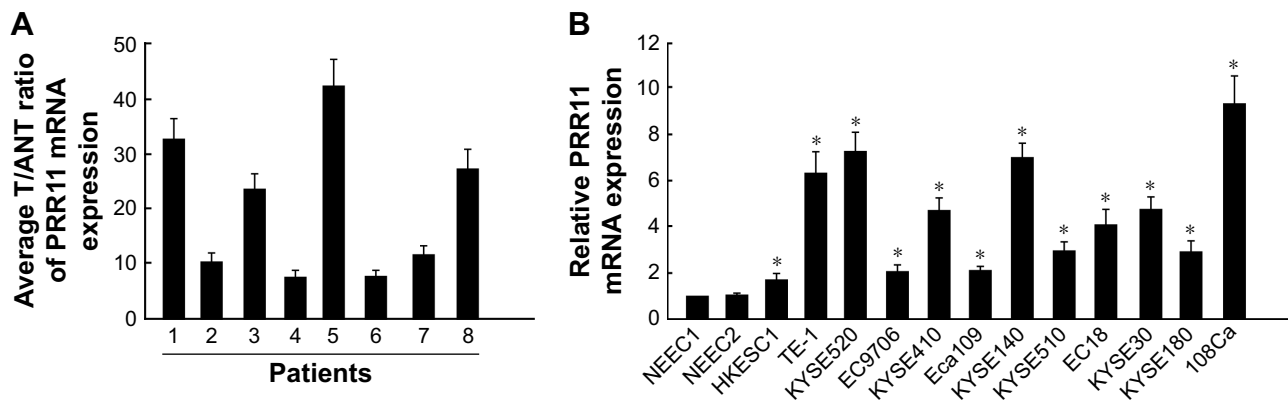 A
Average T/ANT ratio
of PRR11 mRNA
expression
50
40
30
20
10
0
1 2 3 4 5 6 7 8
Patients
B
Relative PRR11
mRNA expression
12
10
8
6
4
2
0
* * * * * * * * * * * *
NEEC1
NEEC2
HKESC1
TE-1
KYSE520
EC9706
KYSE410
Eca109
KYSE140
KYSE510
EC18
KYSE30
KYSE180
108Ca